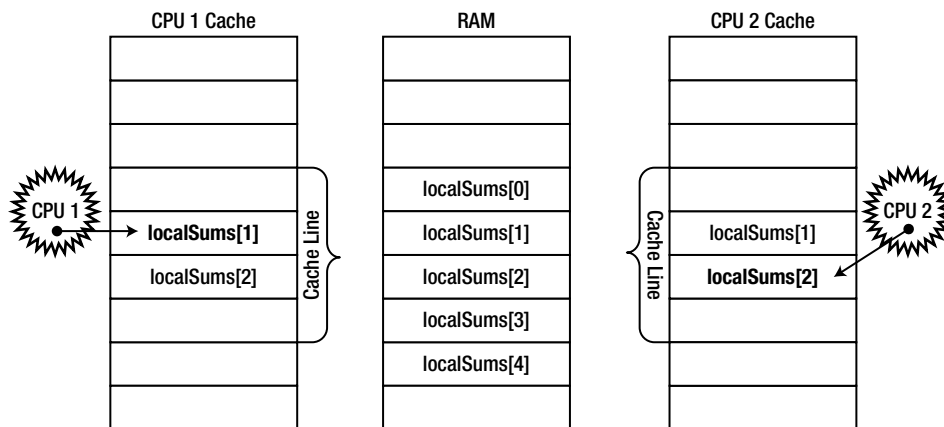 CPU 1 Cache
RAM
CPU 2 Cache
localSums[0]
CPU 1
localSums[1]
localSums[1]
localSums[1]
CPU 2
localSums[2]
localSums[2]
localSums[2]
Cache Line
Cache Line
localSums[3]
localSums[4]